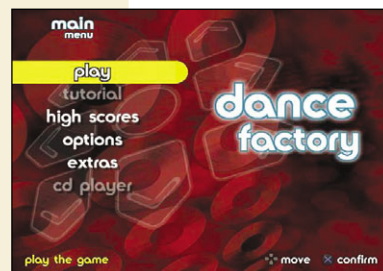 main
menu
play
tutorial
high scores
options
extras
cd player
dance
factory
play the game
move confirm